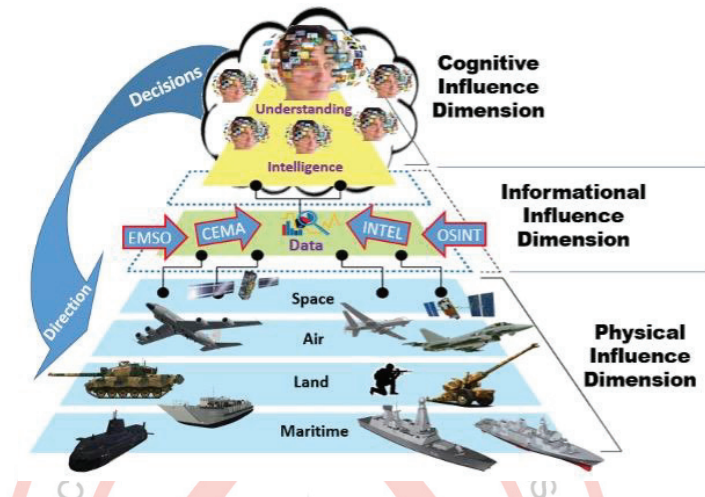 Decisions
Understanding
Cognitive
Influence
Dimension
Intelligence
Informational
Influence
Dimension
EMSO
CEMA
Data
INTEL
OSINT
Direction
Space
Air
Land
Maritime
Physical
Influence
Dimension